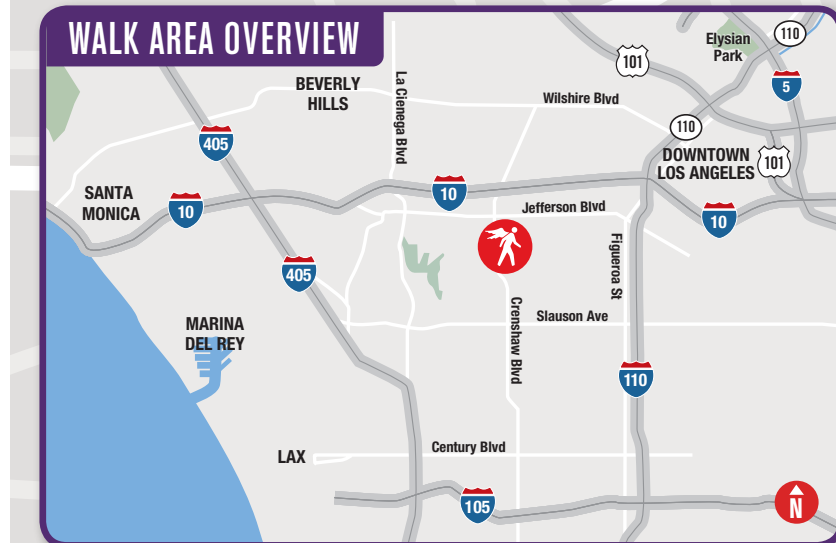 WALK AREA OVERVIEW
Elysian
Park
110
101
5
BEVERLY
HILLS
La Cienega Blvd
Wilshire Blvd
405
110
DOWNTOWN
LOS ANGELES
101
SANTA
MONICA
10
10
Jefferson Blvd
10
405
Figueroa St
MARINA
DEL REY
Crenshaw Blvd
Slauson Ave
110
LAX
Century Blvd
105
N